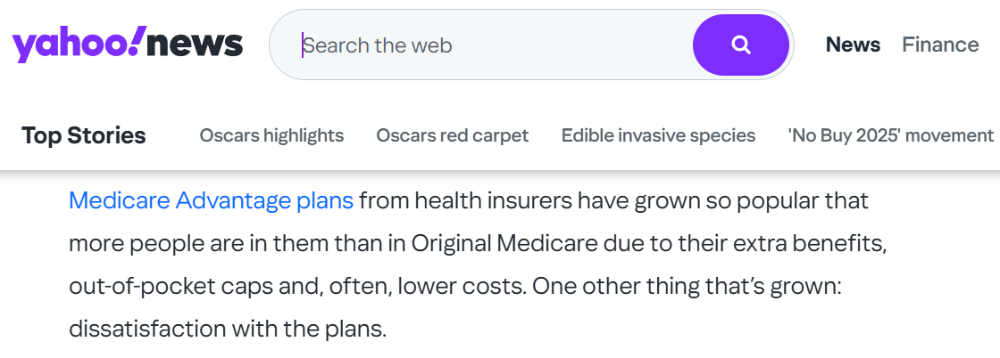 yahoo!news Search the web News Finance
Top Stories Oscars highlights Oscars red carpet Edible invasive species 'No Buy 2025' movement
Medicare Advantage plans from health insurers have grown so popular that
more people are in them than in Original Medicare due to their extra benefits,
out-of-pocket caps and, often, lower costs. One other thing that’s grown:
dissatisfaction with the plans.